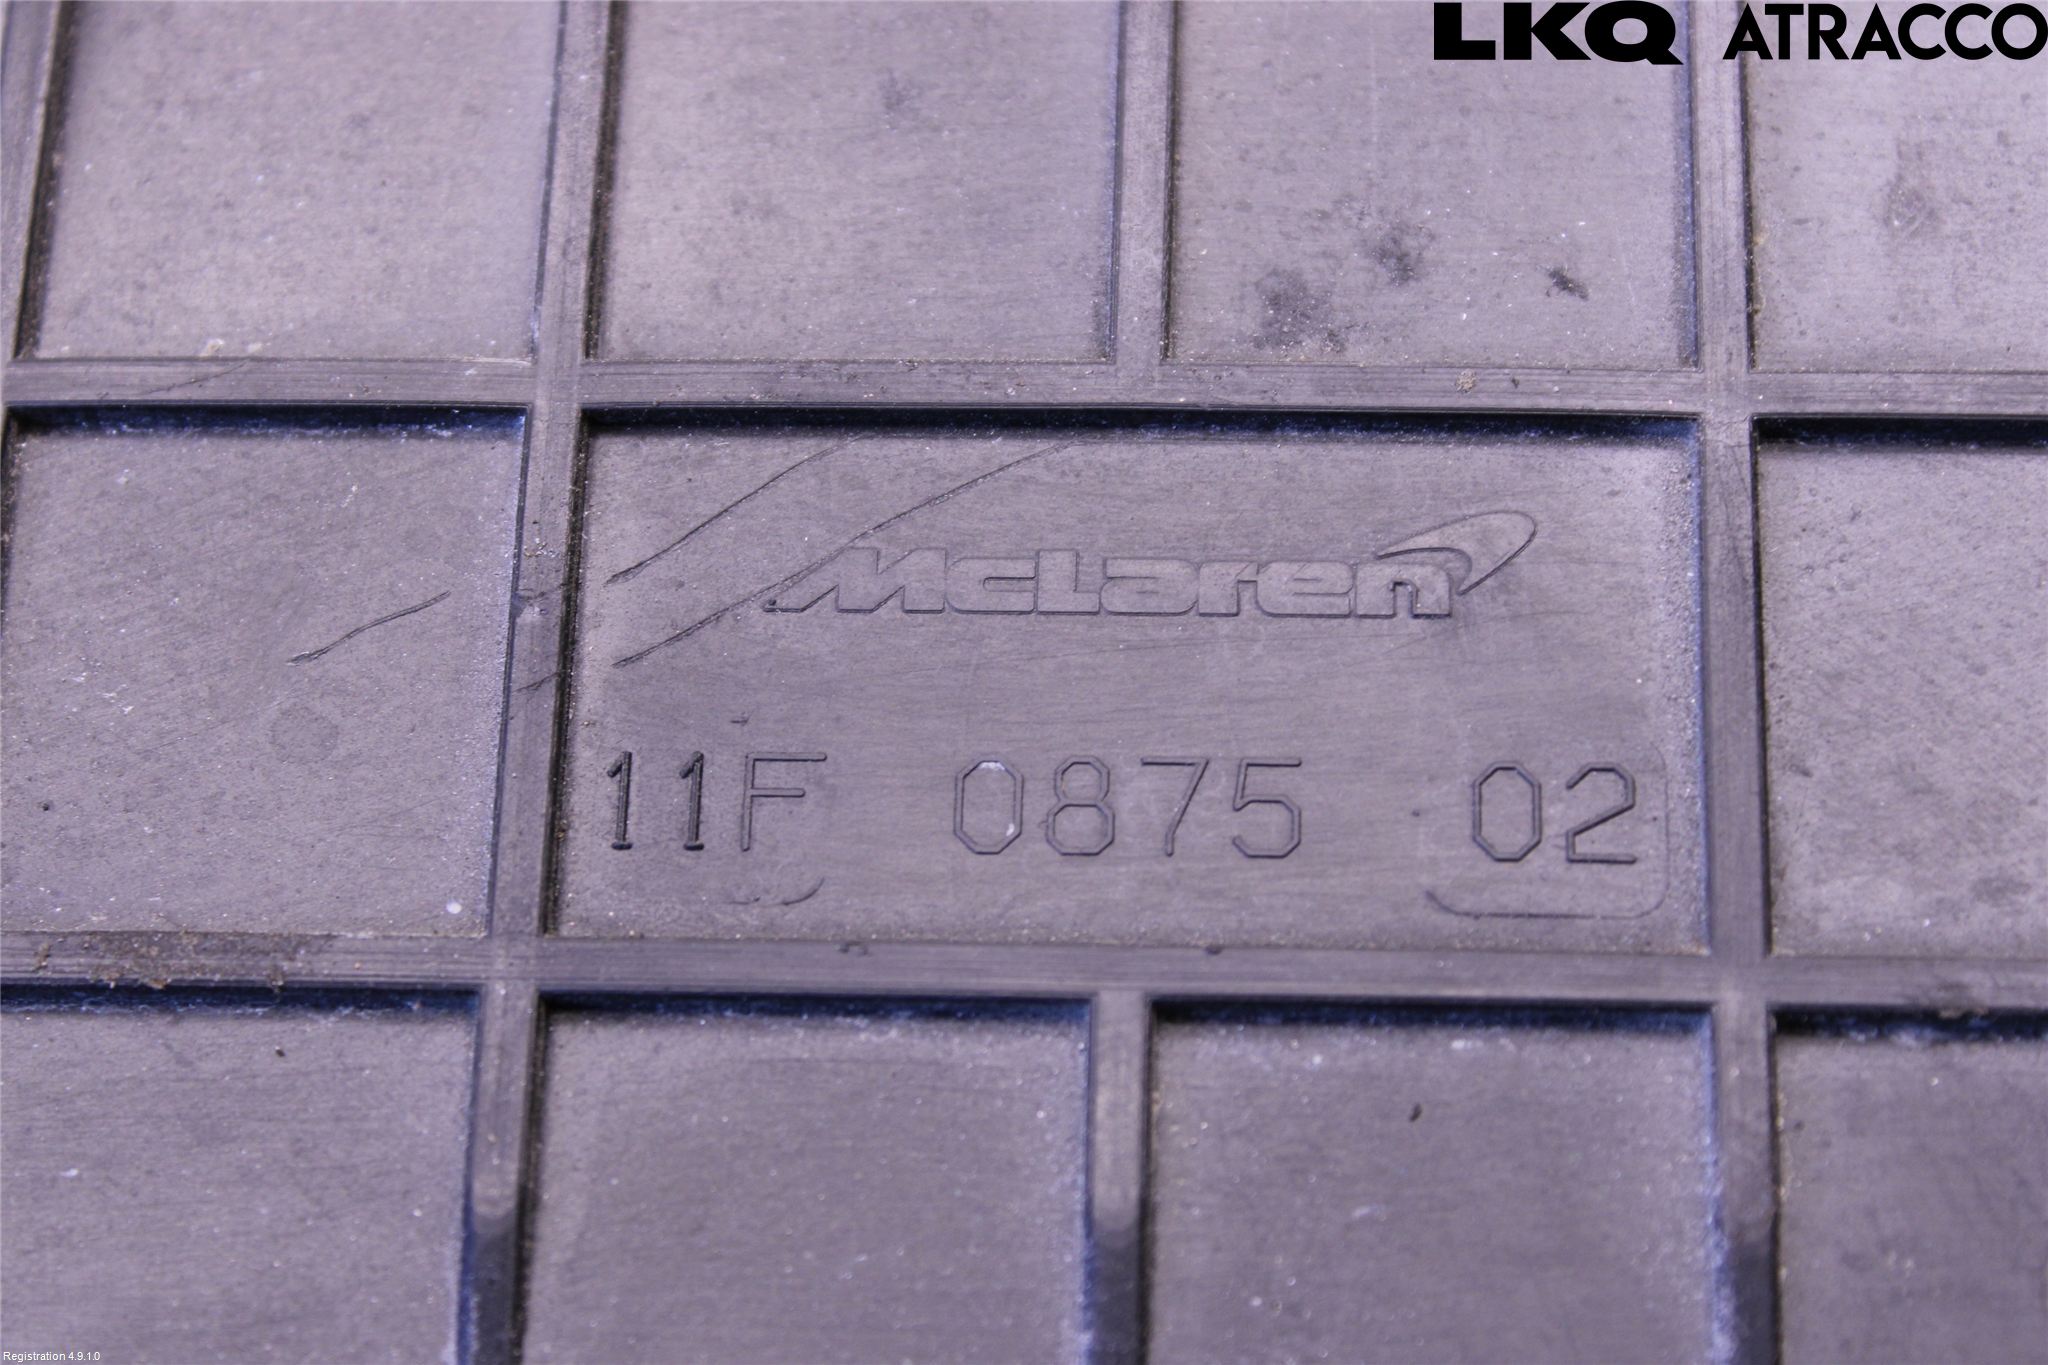 LKQ ATRACCO
McLaren
11F 0875 02
Registration 4.9.1.0